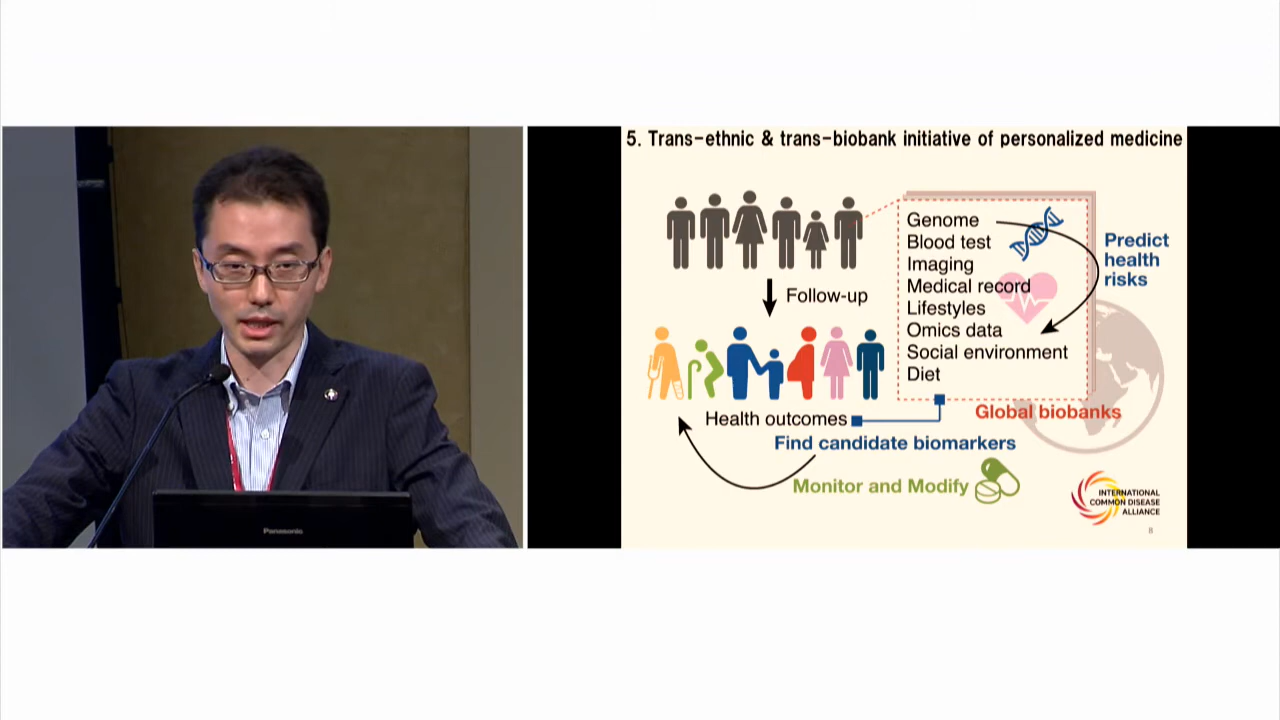 5. Trans-ethnic & trans-biobank initiative of personalized medicine
Genome
Blood test
Imaging
Medical record
Lifestyles
Omics data
Social environment
Diet
Predict
health
risks
Follow-up
Global biobanks
Health outcomes
Find candidate biomarkers
Monitor and Modify
INTERNATIONAL
COMMON DISEASE
ALLIANCE
8
Panasonic